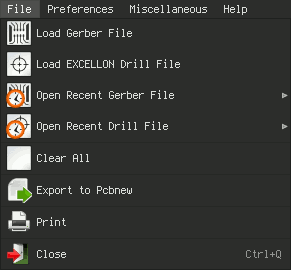 File Preferences Miscellaneous Help
Load Gerber File
Load EXCELLON Drill File
Open Recent Gerber File
Open Recent Drill File
Clear All
Export to Pcbnew
Print
Close Ctrl+Q